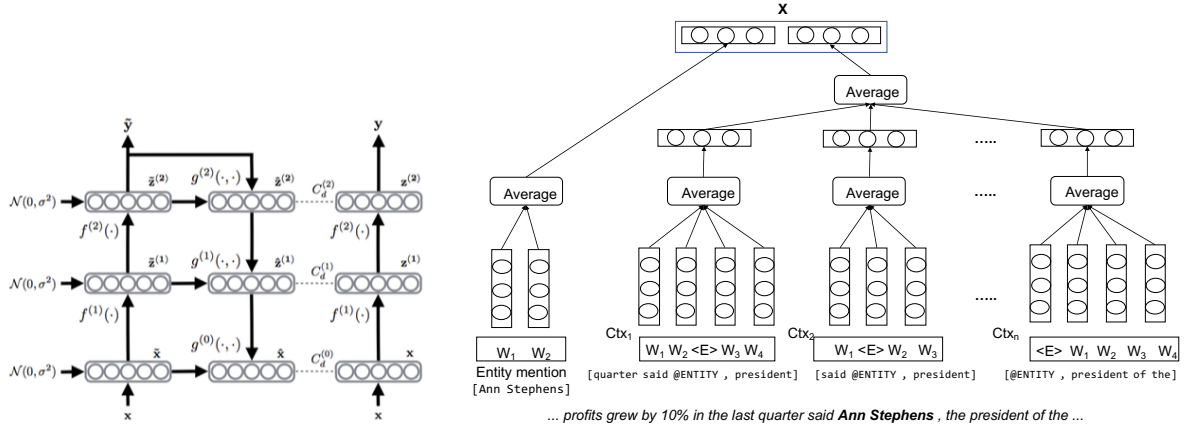 ỹ
y
g^(2)(·,·)
z̃^(2)
ẑ^(2)
C_d^(2)
z^(2)
N(0, σ²)
f^(2)(·)
f^(2)(·)
g^(1)(·,·)
z̃^(1)
ẑ^(1)
C_d^(1)
z^(1)
N(0, σ²)
f^(1)(·)
f^(1)(·)
g^(0)(·,·)
x̃
x̂
C_d^(0)
x
N(0, σ²)
x
x
X
Average
.....
Average
Average
Average
.....
Average
.....
Ctx1
Ctx2
Ctxn
W1 W2
W1 W2 <E> W3 W4
W1 <E> W2 W3
<E> W1 W2 W3 W4
Entity mention
[Ann Stephens]
[quarter said @ENTITY , president]
[said @ENTITY , president]
[@ENTITY , president of the]
... profits grew by 10% in the last quarter said Ann Stephens , the president of the ...